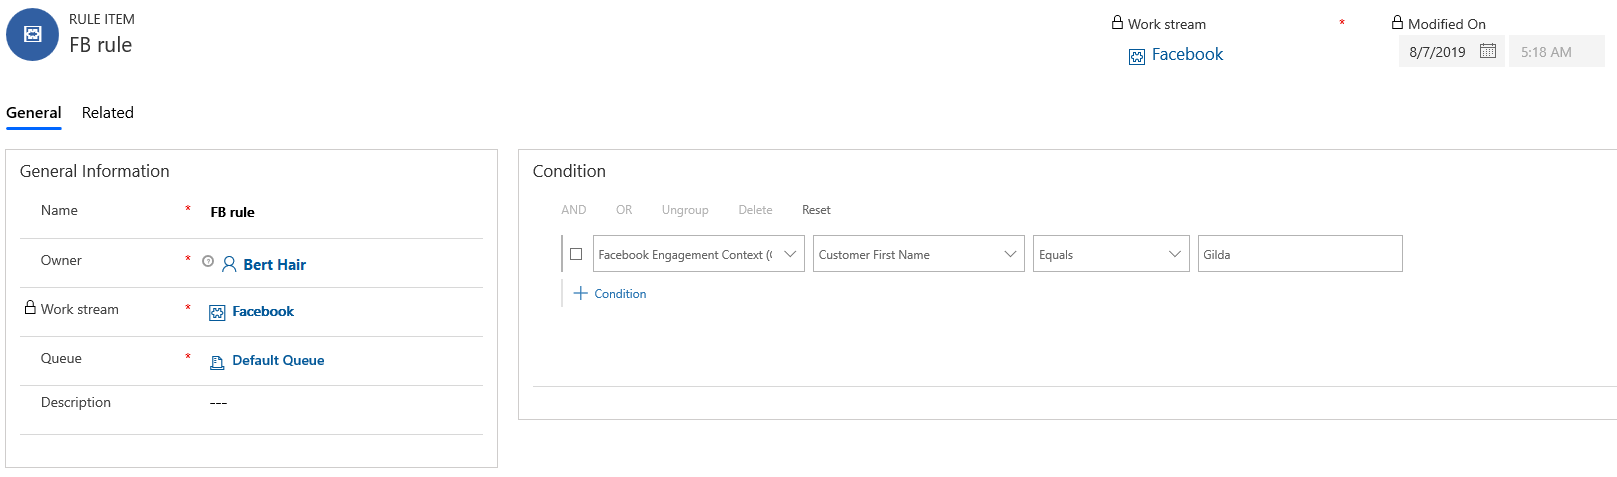 RULE ITEM
FB rule
Work stream *
Facebook
Modified On
8/7/2019 5:18 AM
General Related
General Information
Name * FB rule
Owner * Bert Hair
Work stream * Facebook
Queue * Default Queue
Description ---
Condition
AND OR Ungroup Delete Reset
Facebook Engagement Context ( Customer First Name Equals Gilda
+ Condition